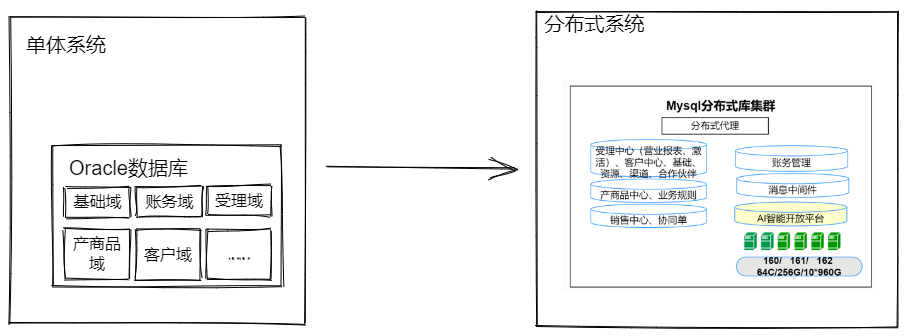 单体系统
Oracle数据库
基础域
账务域
受理域
产商品
域
客户域
......
分布式系统
Mysql分布式库集群
分布式代理
受理中心（营业报表、激
活）、客户中心、基础、
资源、渠道、合作伙伴
产商品中心、业务规则
销售中心、协同单
账务管理
消息中间件
AI智能开放平台
160/ 161/ 162
64C/256G/10*960G